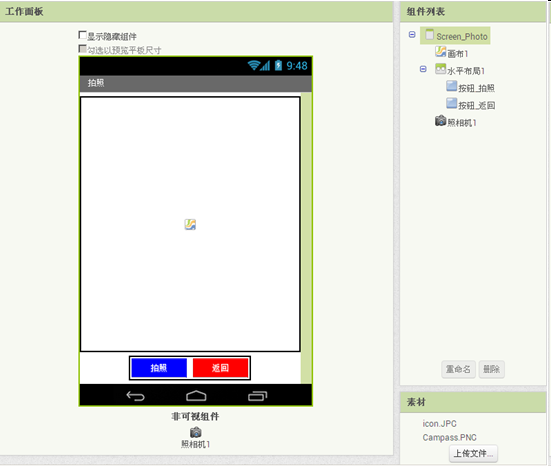 工作面板
显示隐藏组件
勾选以预览平板尺寸
9:48
拍照
拍照
返回
非可视组件
照相机1
组件列表
Screen_Photo
画布1
水平布局1
按钮_拍照
按钮_返回
照相机1
重命名
删除
素材
icon.JPC
Campass.PNC
上传文件...